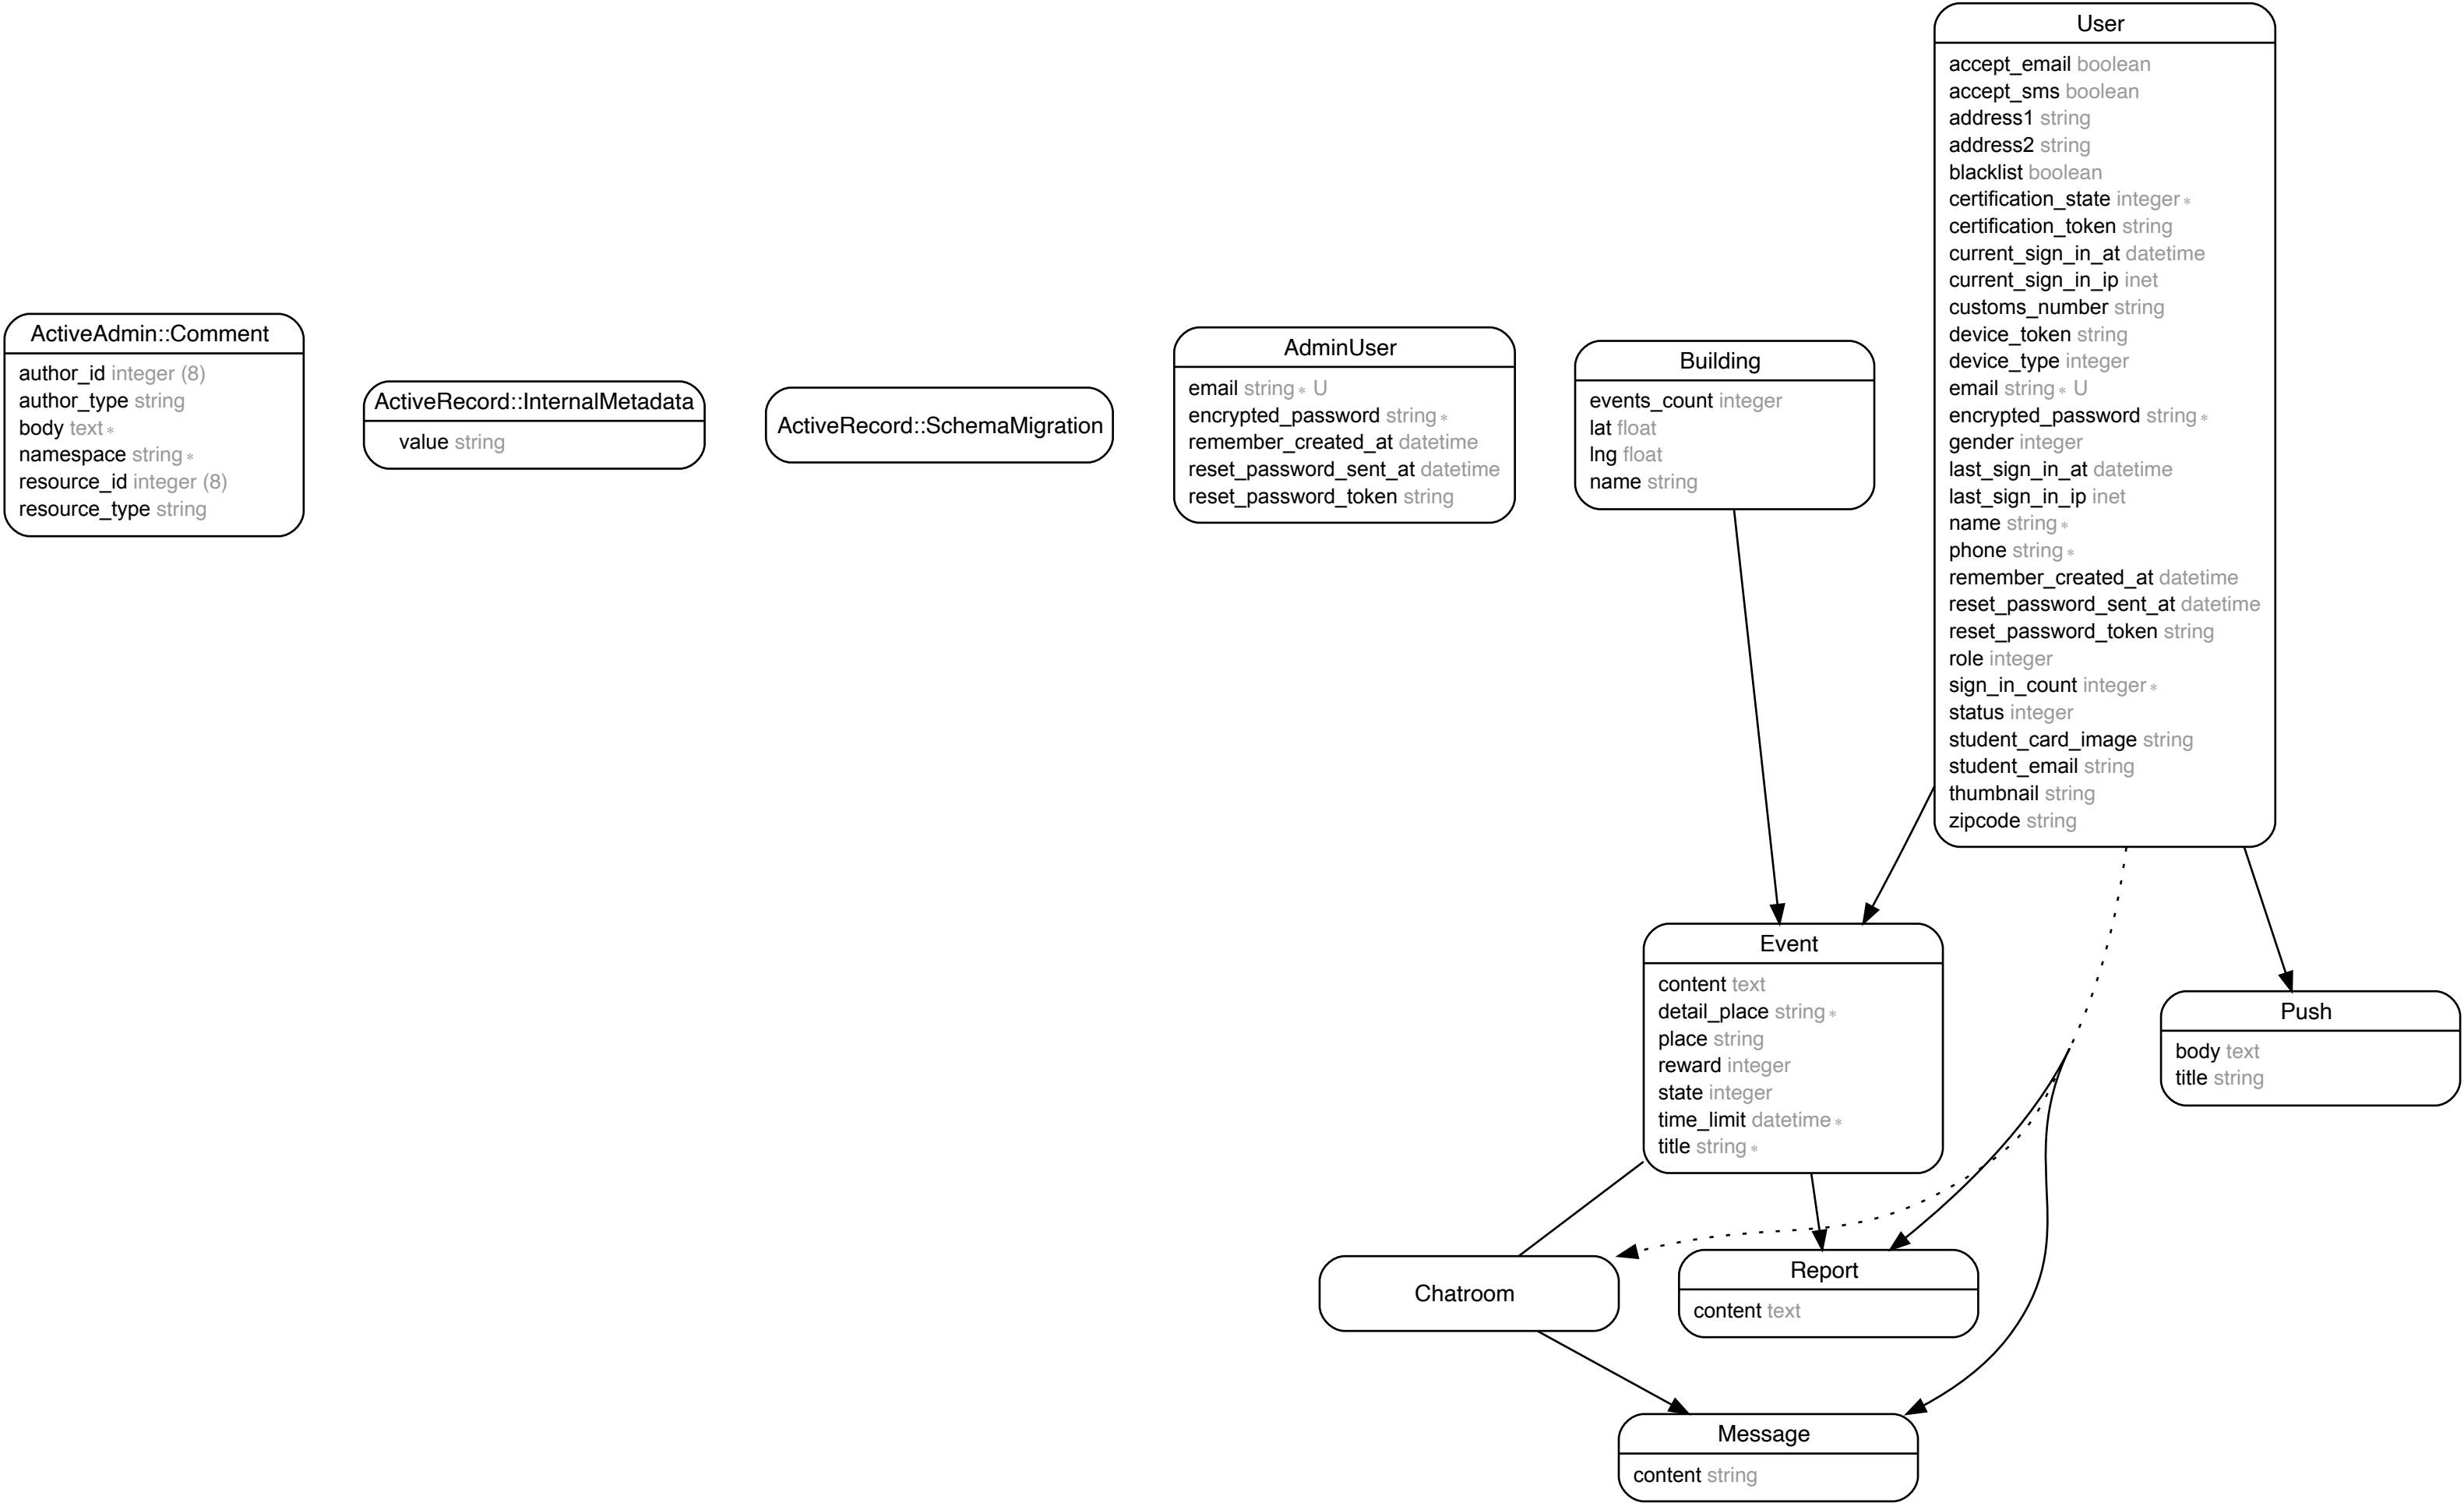 ActiveAdmin::Comment
author_id integer (8)
author_type string
body text ∗
namespace string ∗
resource_id integer (8)
resource_type string
ActiveRecord::InternalMetadata
value string
ActiveRecord::SchemaMigration
AdminUser
email string ∗ U
encrypted_password string ∗
remember_created_at datetime
reset_password_sent_at datetime
reset_password_token string
Building
events_count integer
lat float
lng float
name string
User
accept_email boolean
accept_sms boolean
address1 string
address2 string
blacklist boolean
certification_state integer ∗
certification_token string
current_sign_in_at datetime
current_sign_in_ip inet
customs_number string
device_token string
device_type integer
email string ∗ U
encrypted_password string ∗
gender integer
last_sign_in_at datetime
last_sign_in_ip inet
name string ∗
phone string ∗
remember_created_at datetime
reset_password_sent_at datetime
reset_password_token string
role integer
sign_in_count integer ∗
status integer
student_card_image string
student_email string
thumbnail string
zipcode string
Event
content text
detail_place string ∗
place string
reward integer
state integer
time_limit datetime ∗
title string ∗
Push
body text
title string
Chatroom
Report
content text
Message
content string